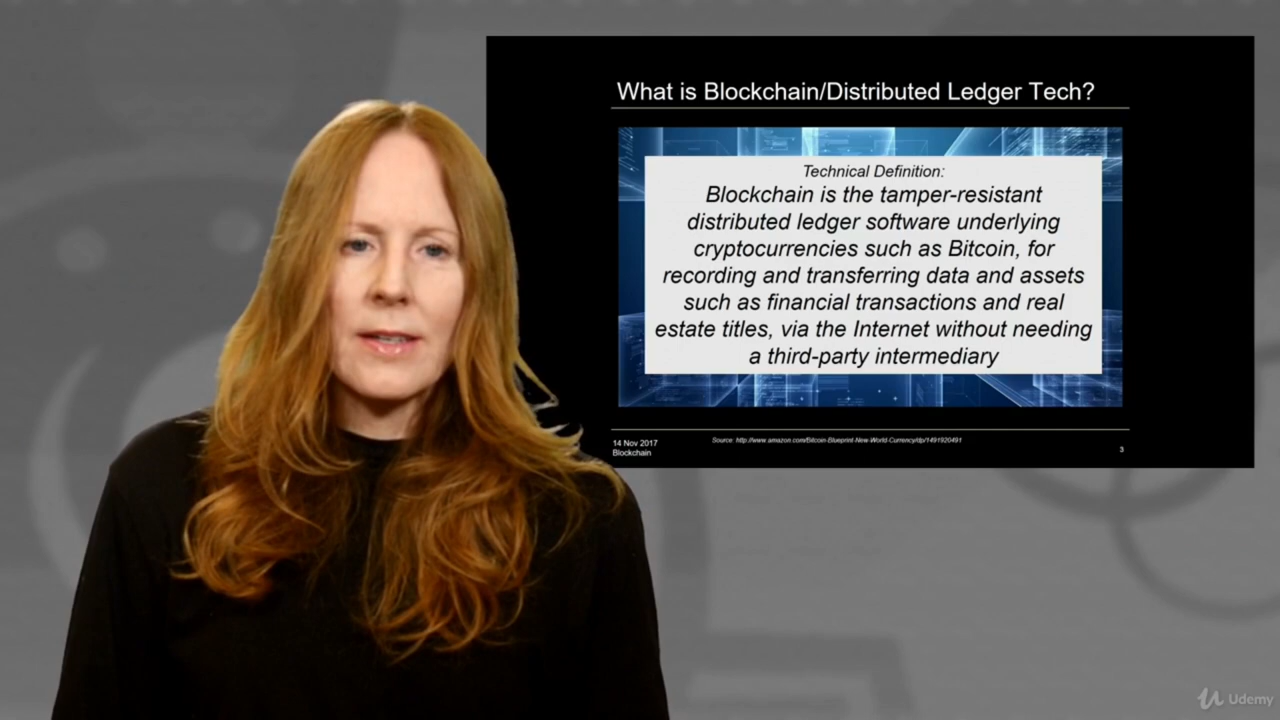 What is Blockchain/Distributed Ledger Tech?
Technical Definition:
Blockchain is the tamper-resistant
distributed ledger software underlying
cryptocurrencies such as Bitcoin, for
recording and transferring data and assets
such as financial transactions and real
estate titles, via the Internet without needing
a third-party intermediary
14 Nov 2017
Blockchain
Source: http://www.amazon.com/Bitcoin-Blueprint-New-World-Currency/dp/1491920491
3
Udemy